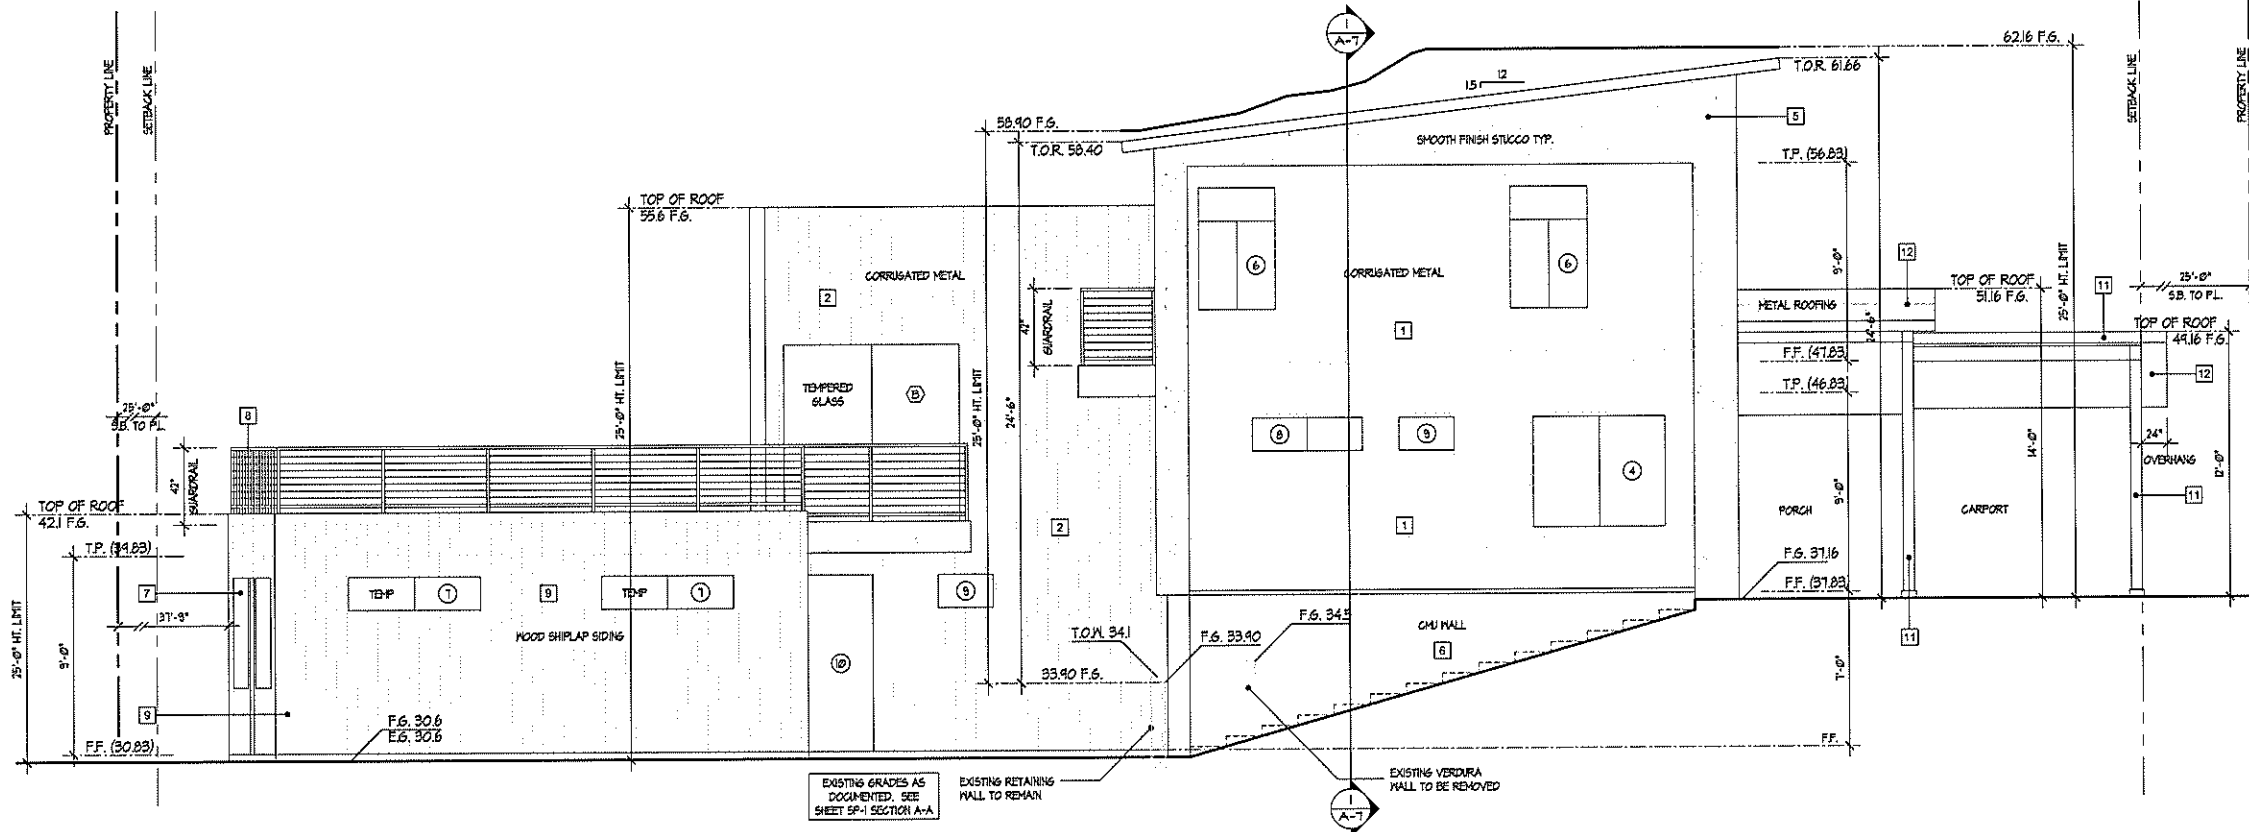 1
A-7
62.16 F.G.
T.O.R. 61.66
12
1.5
PROPERTY LINE
SETBACK LINE
SETBACK LINE
PROPERTY LINE
58.90 F.G.
T.O.R. 58.40
SMOOTH FINISH STUCCO TYP.
5
T.P. (56.83)
TOP OF ROOF
55.6 F.G.
CORRUGATED METAL
2
6
CORRUGATED METAL
6
9'-0"
12
TOP OF ROOF
51.16 F.G.
11
25'-0"
S.B. TO P.L.
METAL ROOFING
25'-0" HT. LIMIT
TOP OF ROOF
49.16 F.G.
42"
GUARDRAIL
1
24'-6"
F.F. (47.83)
T.P. (46.83)
12
TEMPERED
GLASS
B
25'-0" HT. LIMIT
25'-0" HT. LIMIT
24'-6"
25'-0"
S.B. TO P.L.
8
8
9
4
24"
OVERHANG
14'-0"
12'-0"
11
42"
GUARDRAIL
TOP OF ROOF
42.1 F.G.
2
1
9'-0"
PORCH
CARPORT
T.P. (39.83)
F.G. 37.16
F.F. (37.83)
7
TEMP
7
9
TEMP
7
9
37'-9"
25'-0" HT. LIMIT
9'-0"
WOOD SHIPLAP SIDING
T.O.W. 34.1
F.G. 33.90
F.G. 34.5
CMU WALL
6
11
10
33.90 F.G.
7'-0"
9
F.G. 30.6
E.G. 30.6
F.F. (30.83)
F.F.
EXISTING GRADES AS
DOCUMENTED. SEE
SHEET SP-1 SECTION A-A
EXISTING RETAINING
WALL TO REMAIN
EXISTING VERDURA
WALL TO BE REMOVED
1
A-7